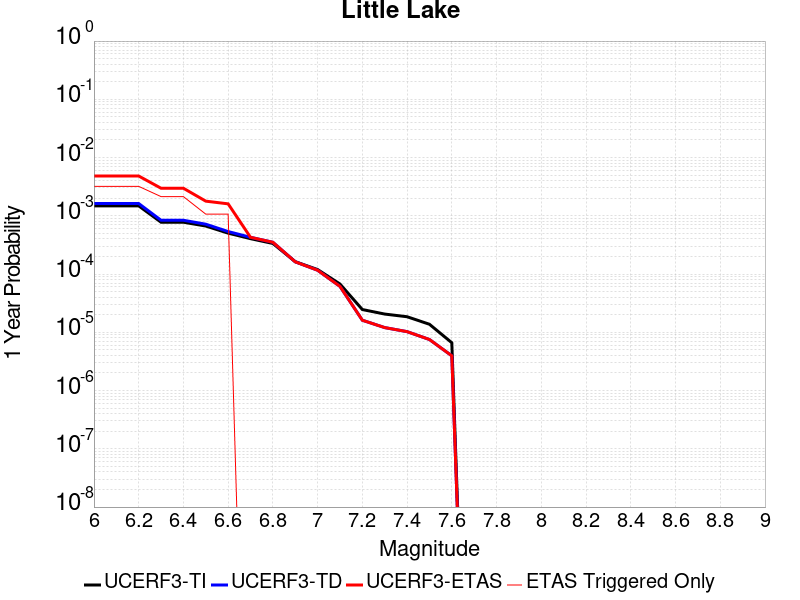 Little Lake
10^0
10^-1
10^-2
10^-3
10^-4
10^-5
10^-6
10^-7
10^-8
1 Year Probability
6 6.2 6.4 6.6 6.8 7 7.2 7.4 7.6 7.8 8 8.2 8.4 8.6 8.8 9
Magnitude
UCERF3-TI UCERF3-TD UCERF3-ETAS ETAS Triggered Only